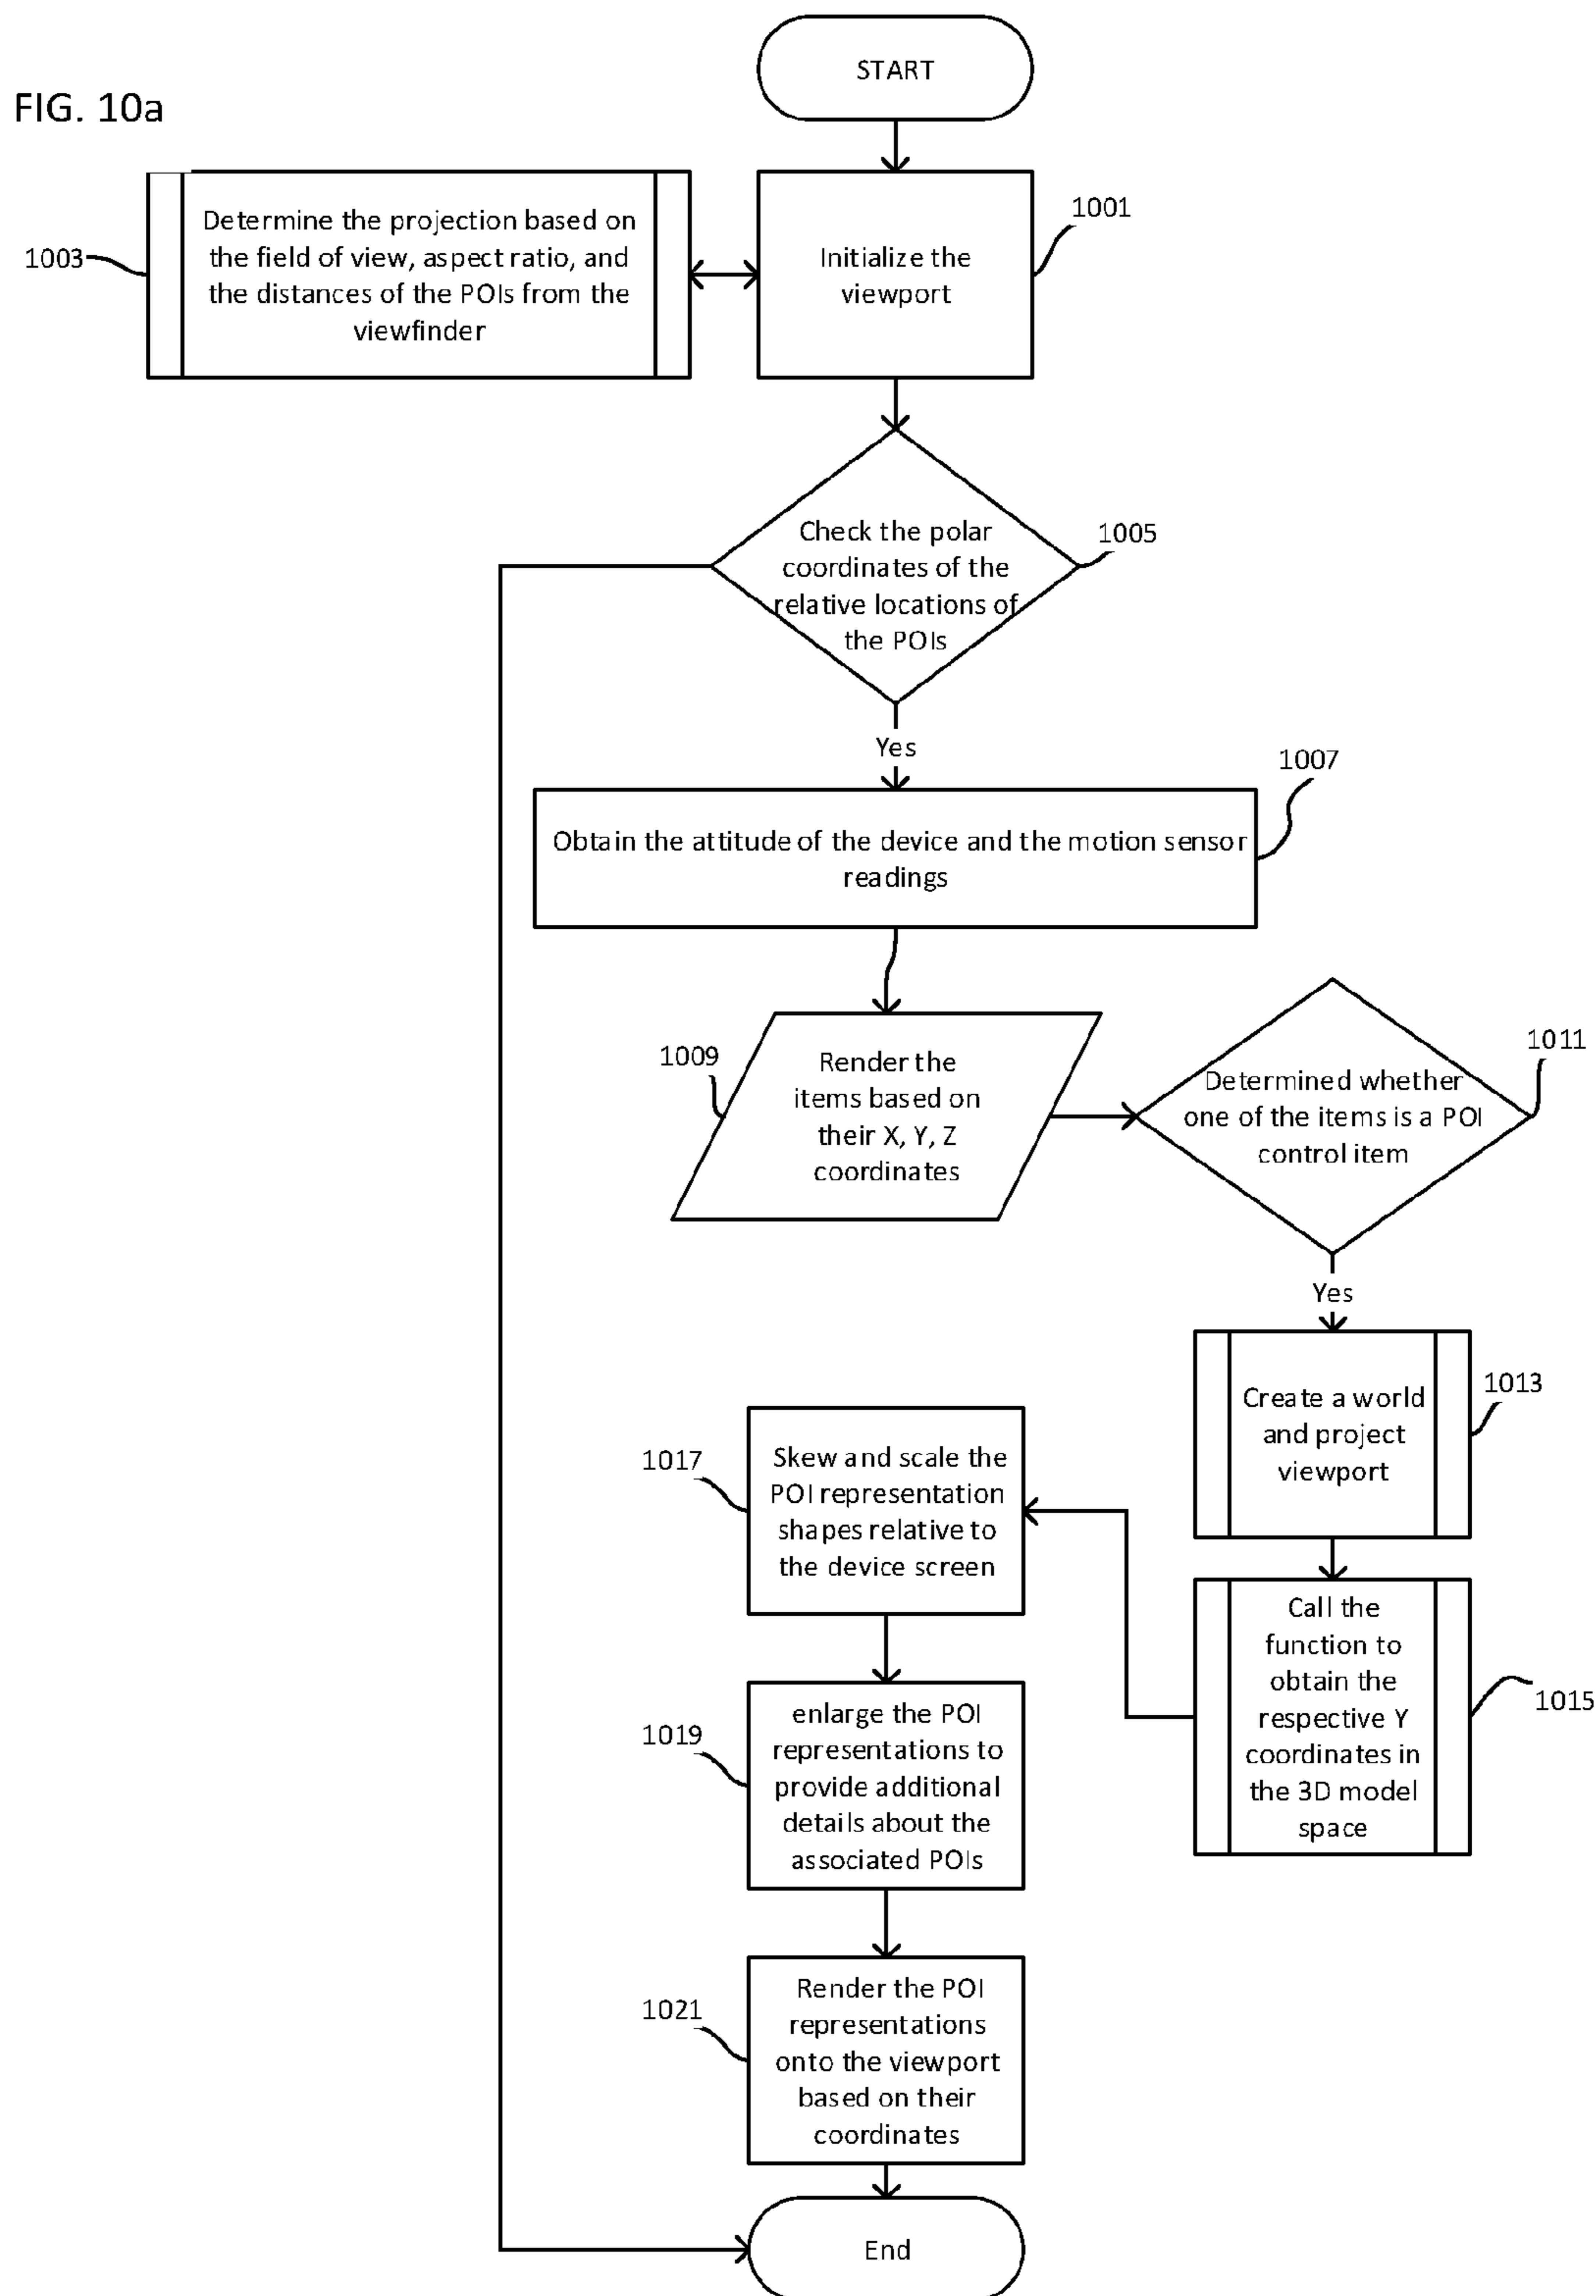 START
FIG. 10a
1003
Determine the projection based on
the field of view, aspect ratio, and
the distances of the POIs from the
viewfinder
Initialize the
viewport
1001
Check the polar
coordinates of the
relative locations of
the POIs
1005
Yes
1007
Obtain the attitude of the device and the motion sensor
readings
1009
Render the
items based on
their X, Y, Z
coordinates
1011
Determined whether
one of the items is a POI
control item
Yes
1013
Create a world
and project
viewport
1015
Call the
function to
obtain the
respective Y
coordinates in
the 3D model
space
1017
Skew and scale the
POI representation
shapes relative to
the device screen
1019
enlarge the POI
representations to
provide additional
details about the
associated POIs
1021
Render the POI
representations
onto the viewport
based on their
coordinates
End